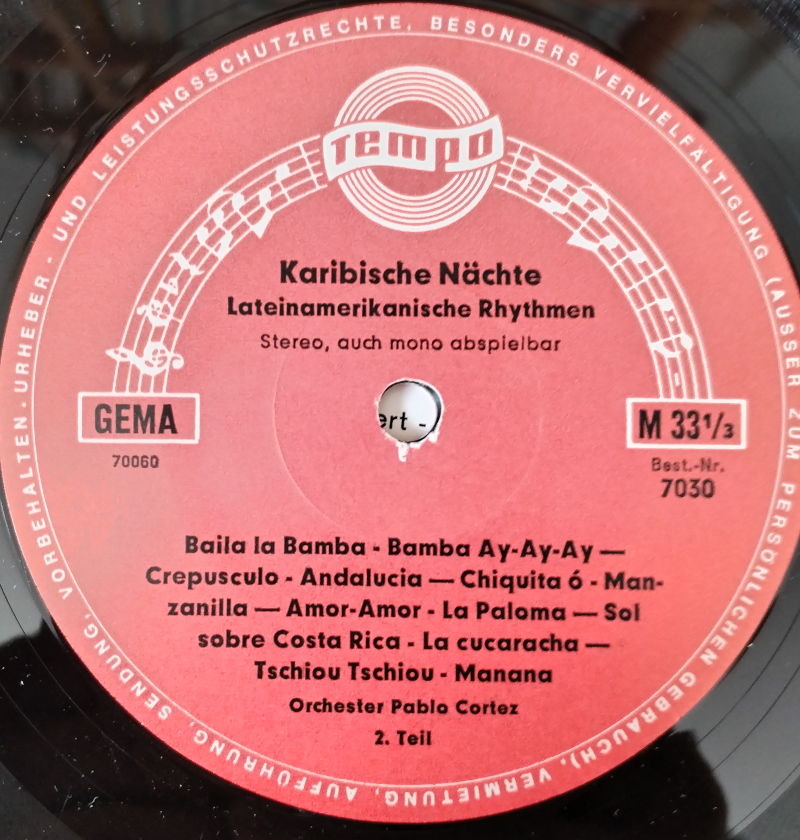 URHEBER- UND LEISTUNGSSCHUTZRECHTE, BESONDERS VERVIELFÄLTIGUNG (AUSSER ZUM PERSÖNLICHEN GEBRAUCH), VERMIETUNG, AUFFÜHRUNG, SENDUNG, VORBEHALTEN.
Tempo
Karibische Nächte
Lateinamerikanische Rhythmen
Stereo, auch mono abspielbar
ert -
GEMA
70060
M 33 1/3
Best.-Nr.
7030
Baila la Bamba - Bamba Ay-Ay-Ay —
Crepusculo - Andalucia — Chiquita ó - Man-
zanilla — Amor-Amor - La Paloma — Sol
sobre Costa Rica - La cucaracha —
Tschiou Tschiou - Manana
Orchester Pablo Cortez
2. Teil